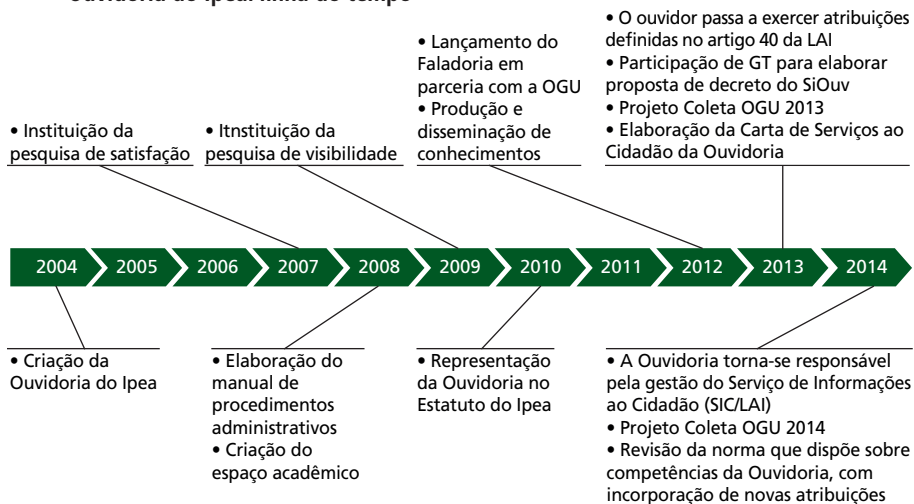 Ouvidoria do Ipea: linha do tempo
• Instituição da
pesquisa de satisfação
• Itnstituição da
pesquisa de visibilidade
• Lançamento do
Faladoria em
parceria com a OGU
• Produção e
disseminação de
conhecimentos
• O ouvidor passa a exercer atribuições
definidas no artigo 40 da LAI
• Participação de GT para elaborar
proposta de decreto do SiOuv
• Projeto Coleta OGU 2013
• Elaboração da Carta de Serviços ao
Cidadão da Ouvidoria
2004 2005 2006 2007 2008 2009 2010 2011 2012 2013 2014
• Criação da
Ouvidoria do Ipea
• Elaboração do
manual de
procedimentos
administrativos
• Criação do
espaço acadêmico
• Representação
da Ouvidoria no
Estatuto do Ipea
• A Ouvidoria torna-se responsável
pela gestão do Serviço de Informações
ao Cidadão (SIC/LAI)
• Projeto Coleta OGU 2014
• Revisão da norma que dispõe sobre
competências da Ouvidoria, com
incorporação de novas atribuições